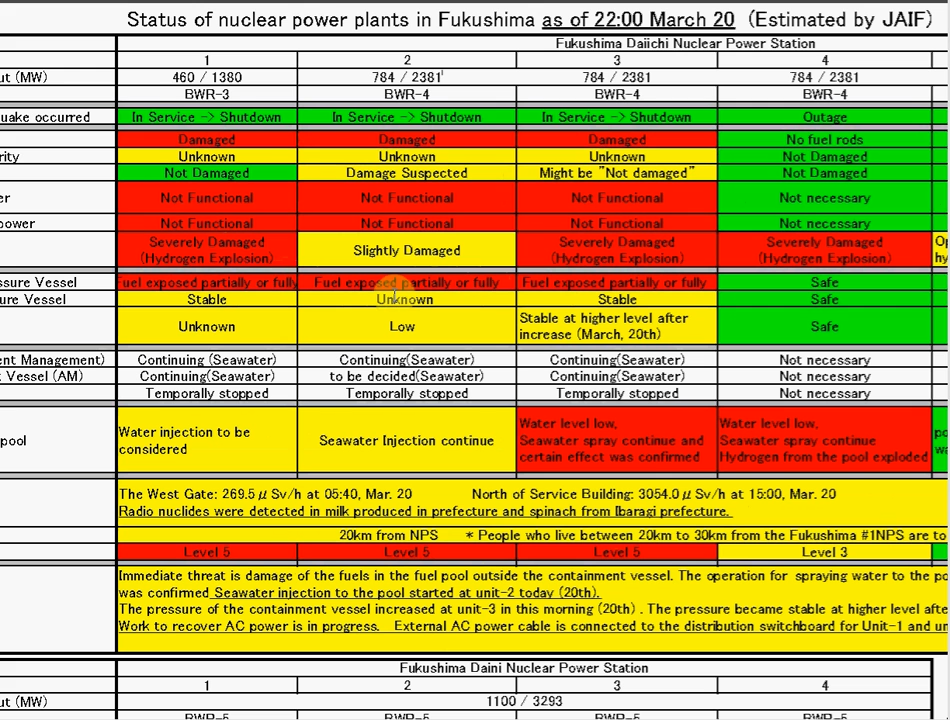 Status of nuclear power plants in Fukushima as of 22:00 March 20 (Estimated by JAIF)
Fukushima Daiichi Nuclear Power Station
1 2 3 4
ut (MW) 460 / 1380 784 / 2381 784 / 2381 784 / 2381
BWR-3 BWR-4 BWR-4 BWR-4
uake occurred In Service -> Shutdown In Service -> Shutdown In Service -> Shutdown Outage
Damaged Damaged Damaged No fuel rods
rity Unknown Unknown Unknown Not Damaged
Not Damaged Damage Suspected Might be "Not damaged" Not Damaged
er Not Functional Not Functional Not Functional Not necessary
power Not Functional Not Functional Not Functional Not necessary
Severely Damaged (Hydrogen Explosion) Slightly Damaged Severely Damaged (Hydrogen Explosion) Severely Damaged (Hydrogen Explosion) Op hy
ssure Vessel Fuel exposed partially or fully Fuel exposed partially or fully Fuel exposed partially or fully Safe
ure Vessel Stable Unknown Stable Safe
Unknown Low Stable at higher level after increase (March, 20th) Safe
ent Management) Continuing (Seawater) Continuing(Seawater) Continuing(Seawater) Not necessary
t Vessel (AM) Continuing(Seawater) to be decided(Seawater) Continuing(Seawater) Not necessary
Temporally stopped Temporally stopped Temporally stopped Not necessary
pool Water injection to be considered Seawater Injection continue Water level low, Seawater spray continue and certain effect was confirmed Water level low, Seawater spray continue Hydrogen from the pool exploded po wa
The West Gate: 269.5μSv/h at 05:40, Mar. 20 North of Service Building: 3054.0μSv/h at 15:00, Mar. 20
Radio nuclides were detected in milk produced in prefecture and spinach from Ibaragi prefecture.
20km from NPS * People who live between 20km to 30km from the Fukushima #1NPS are to
Level 5 Level 5 Level 5 Level 3
Immediate threat is damage of the fuels in the fuel pool outside the containment vessel. The operation for spraying water to the po
was confirmed Seawater injection to the pool started at unit-2 today (20th).
The pressure of the containment vessel increased at unit-3 in this morning (20th) . The pressure became stable at higher level afte
Work to recover AC power is in progress. External AC power cable is connected to the distribution switchboard for Unit-1 and un
Fukushima Daini Nuclear Power Station
1 2 3 4
ut (MW) 1100 / 3293
BWR-5 BWR-5 BWR-5 BWR-5